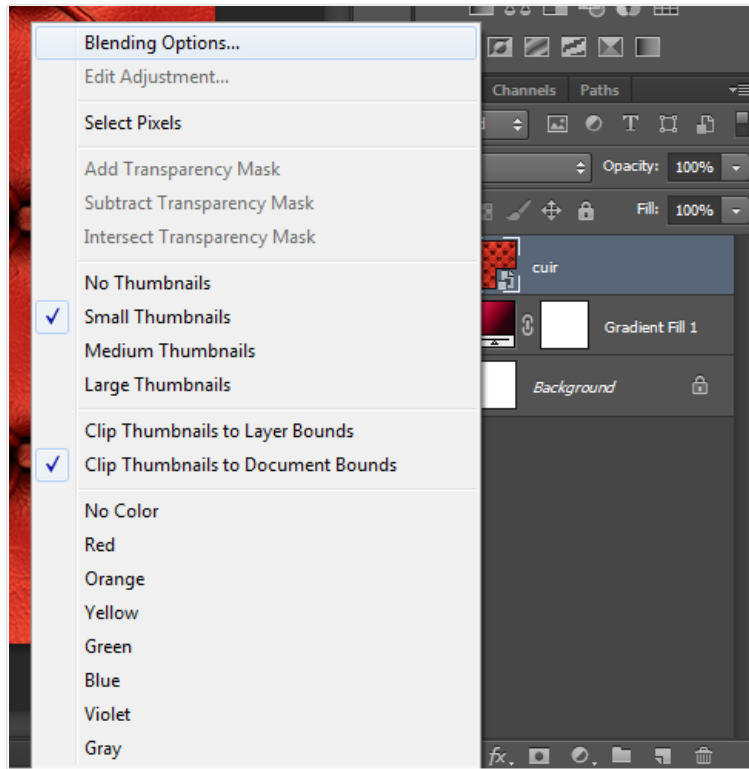 Blending Options...
Edit Adjustment...
Select Pixels
Add Transparency Mask
Subtract Transparency Mask
Intersect Transparency Mask
No Thumbnails
Small Thumbnails
Medium Thumbnails
Large Thumbnails
Clip Thumbnails to Layer Bounds
Clip Thumbnails to Document Bounds
No Color
Red
Orange
Yellow
Green
Blue
Violet
Gray
Channels Paths
Opacity: 100%
Fill: 100%
cuir
Gradient Fill 1
Background
fx